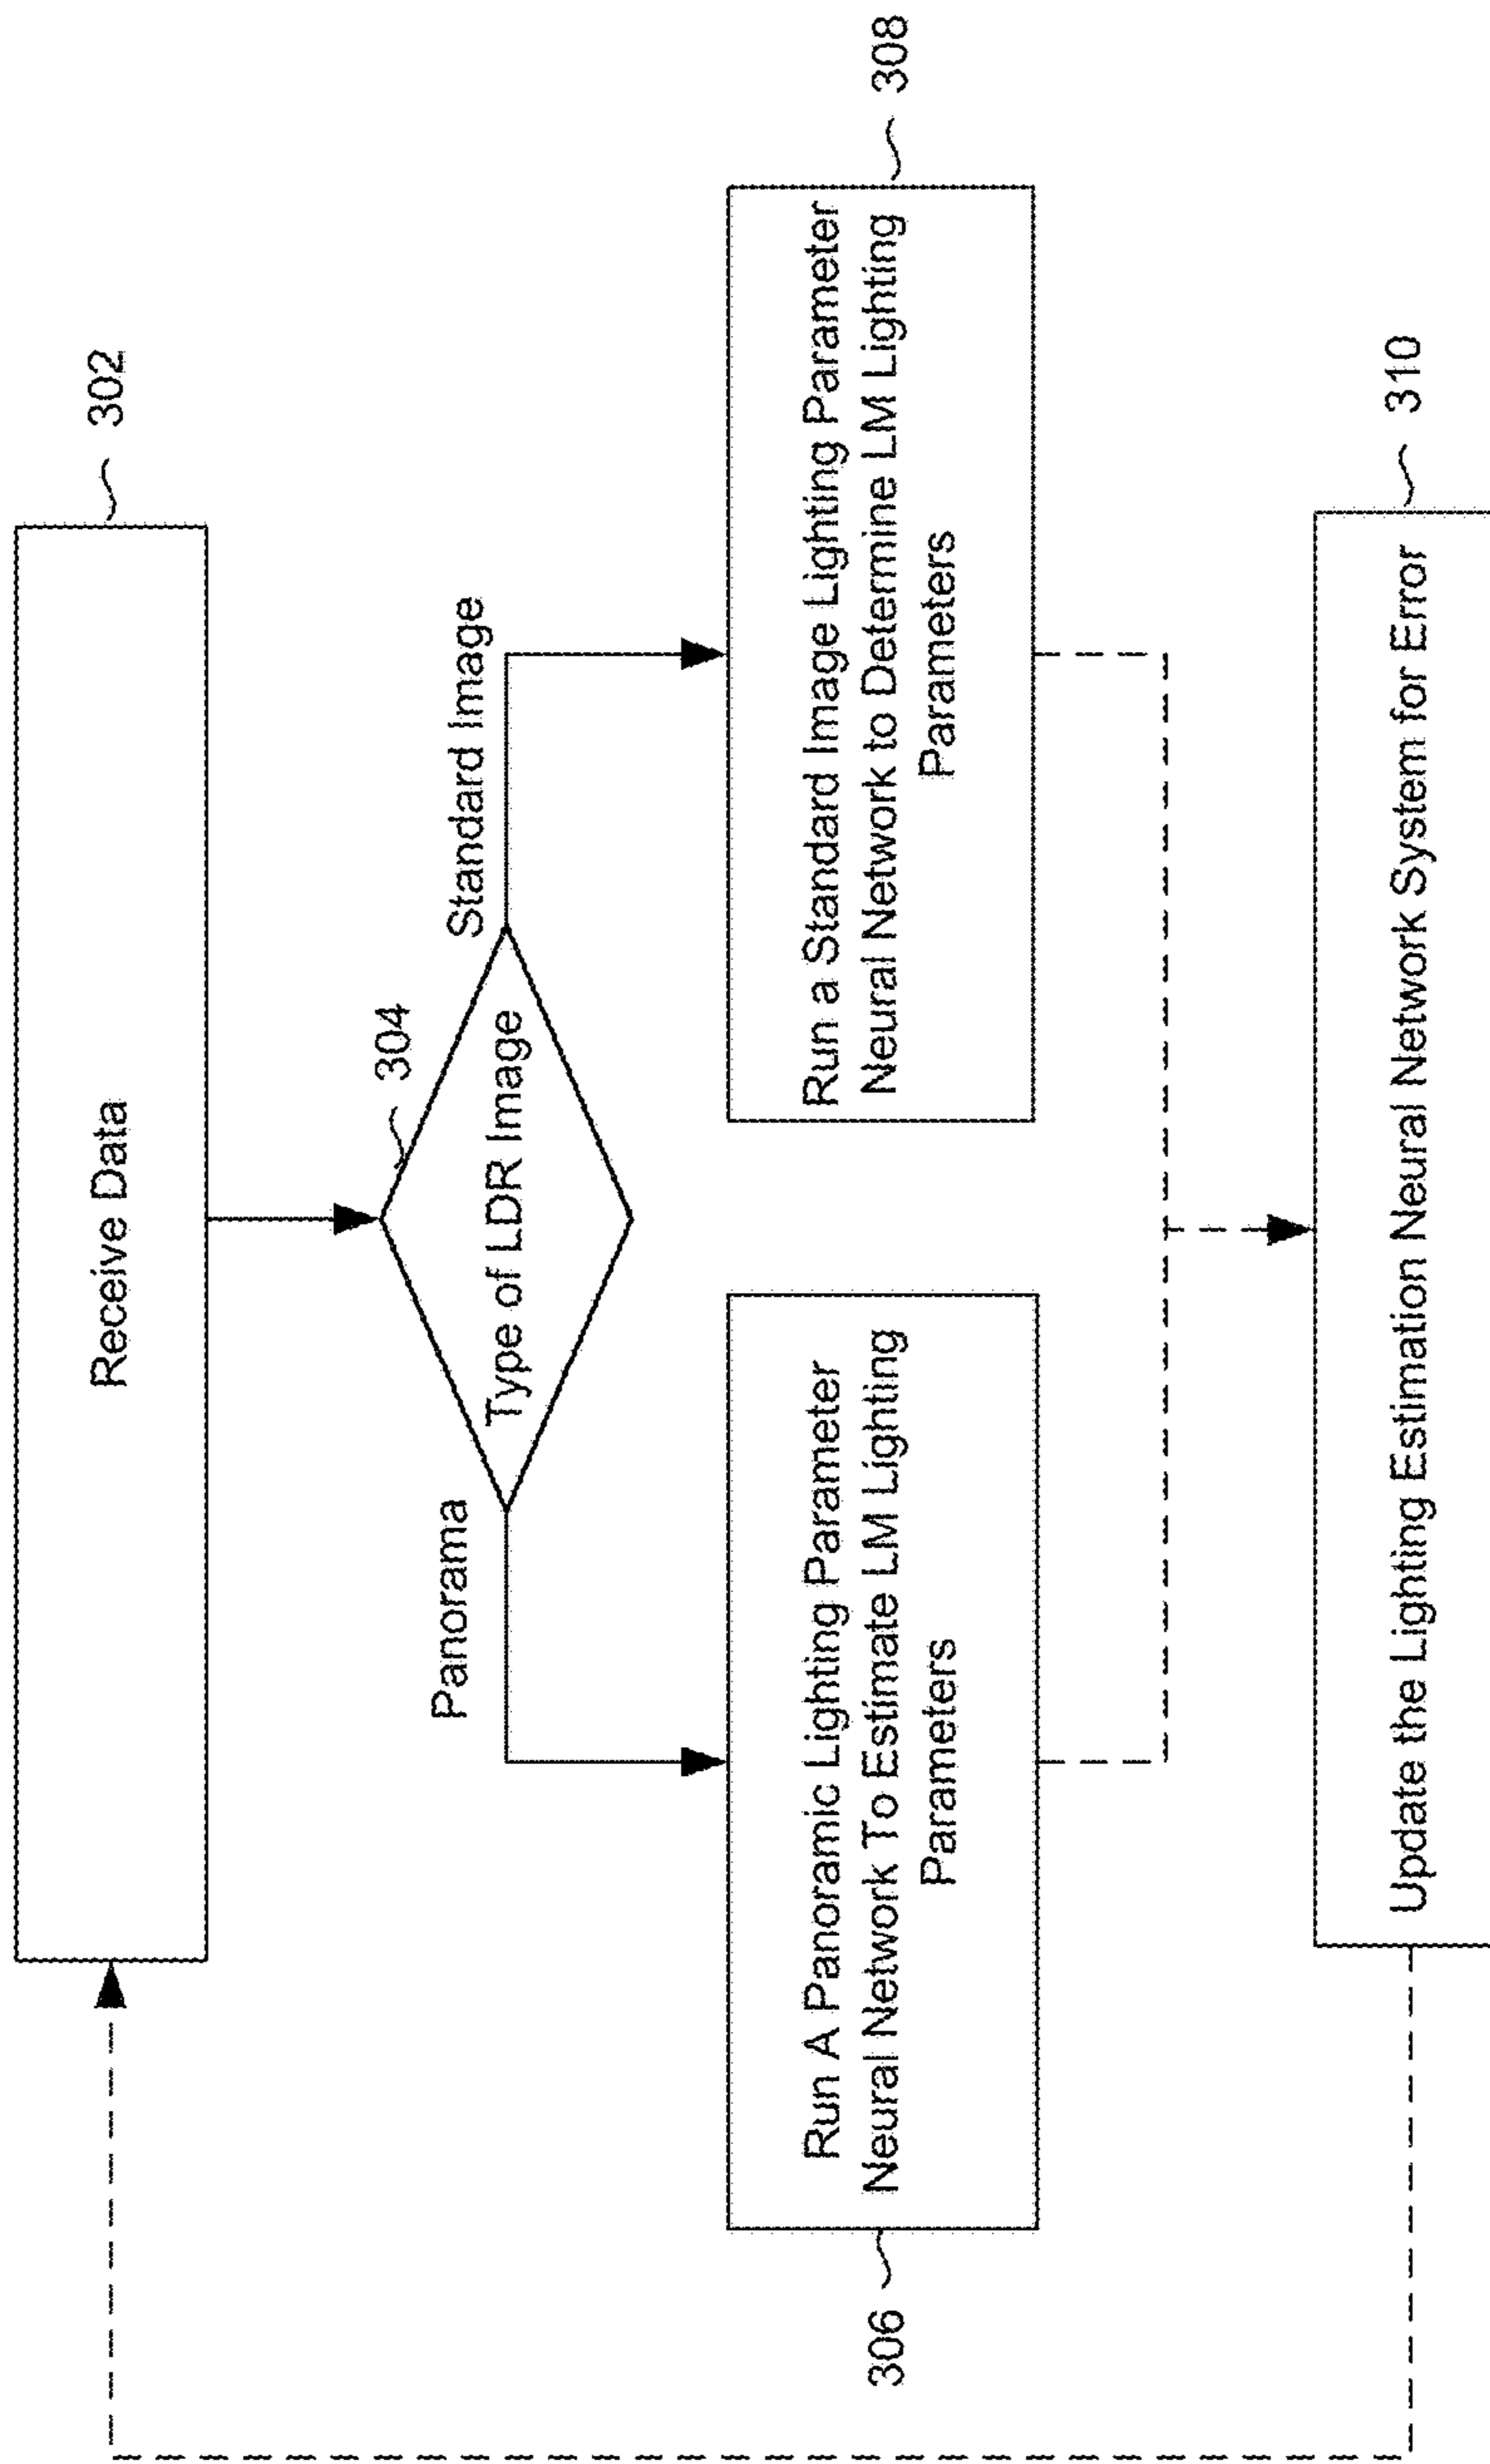 Receive Data
302
304
Type of LDR Image
Panorama
Standard Image
306
Run A Panoramic Lighting Parameter
Neural Network To Estimate LM Lighting
Parameters
Run a Standard Image Lighting Parameter
Neural Network to Determine LM Lighting
Parameters
308
Update the Lighting Estimation Neural Network System for Error
310